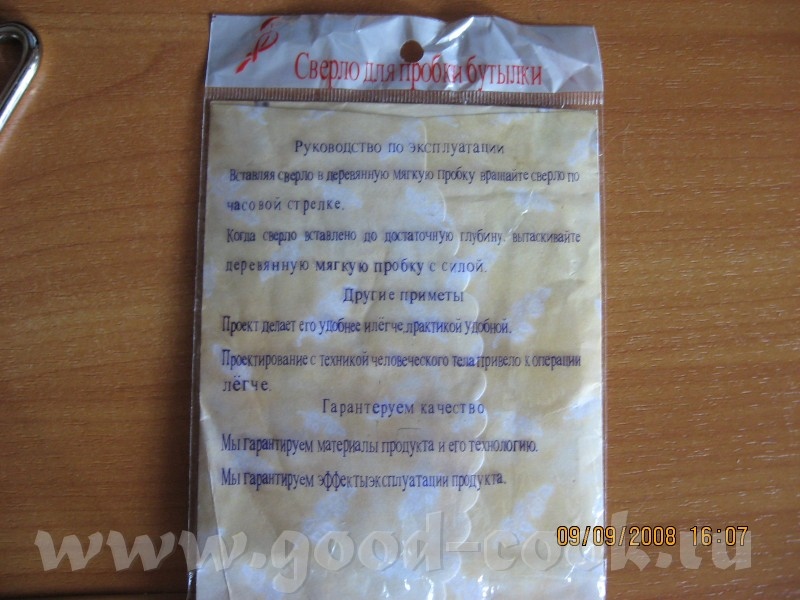 Сверло для пробки бутылки
Руководство по эксплуатации
Вставляя сверло в деревянную мягкую пробку вращайте сверло по
часовой стрелке.
Когда сверло вставлено до достаточную глубину, вытаскивайте
деревянную мягкую пробку с силой.
Другие приметы
Проект делает его удобнее илёгче,драктикой удобной.
Проектирование с техникой человеческого тела привело к операции
лёгче.
Гарантеруем качество
Мы гарантируем материалы продукта и его технологию.
Мы гарантируем эффектыэксплуатации продукта.
09/09/2008 16:07
www.good-cook.ru